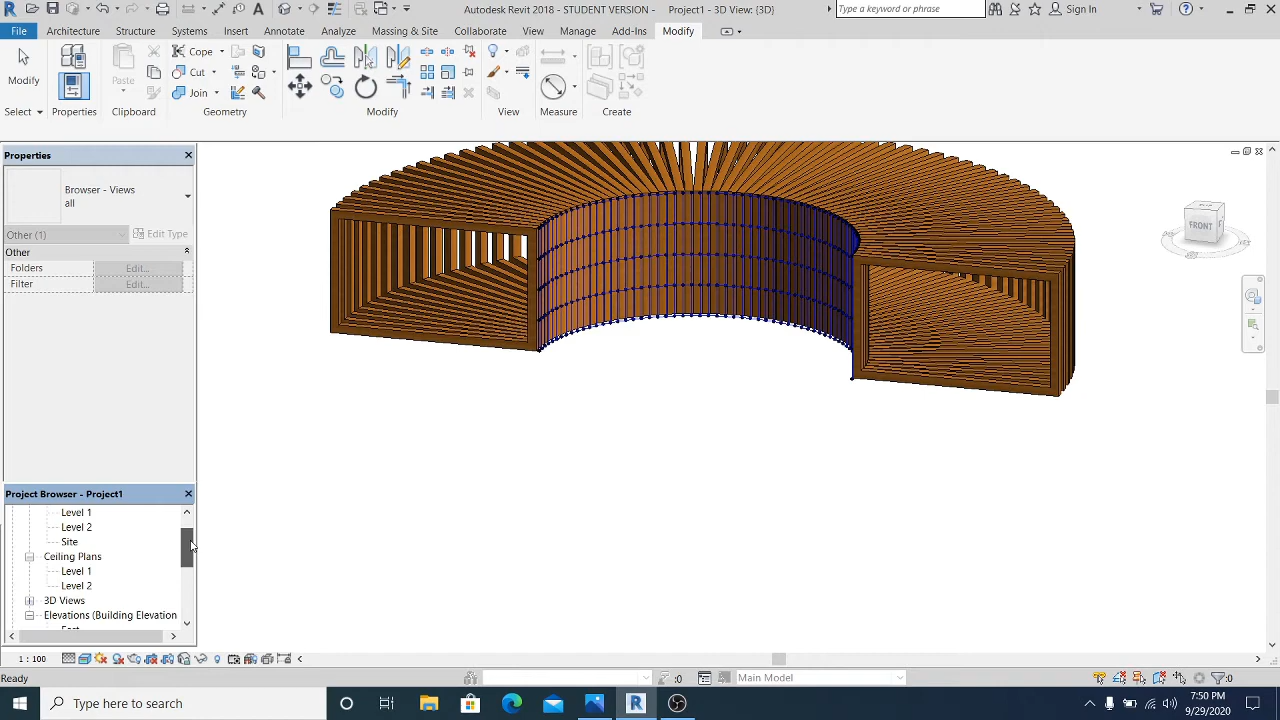 Autodesk Revit 2018 - STUDENT VERSION - Project1 - 3D View: {3D}
Type a keyword or phrase
Sign In
File Architecture Structure Systems Insert Annotate Analyze Massing & Site Collaborate View Manage Add-Ins Modify
Modify
Paste
Cope
Cut
Join
Select Properties Clipboard Geometry Modify View Measure Create
Properties
Browser - Views
all
Other (1)
Edit Type
Other
Folders Edit...
Filter Edit...
FRONT
Project Browser - Project1
Level 1
Level 2
Site
Ceiling Plans
Level 1
Level 2
3D Views
Elevations (Building Elevation
1 : 100
Ready
:0
Main Model
:0
Type here to search
7:50 PM
9/29/2020